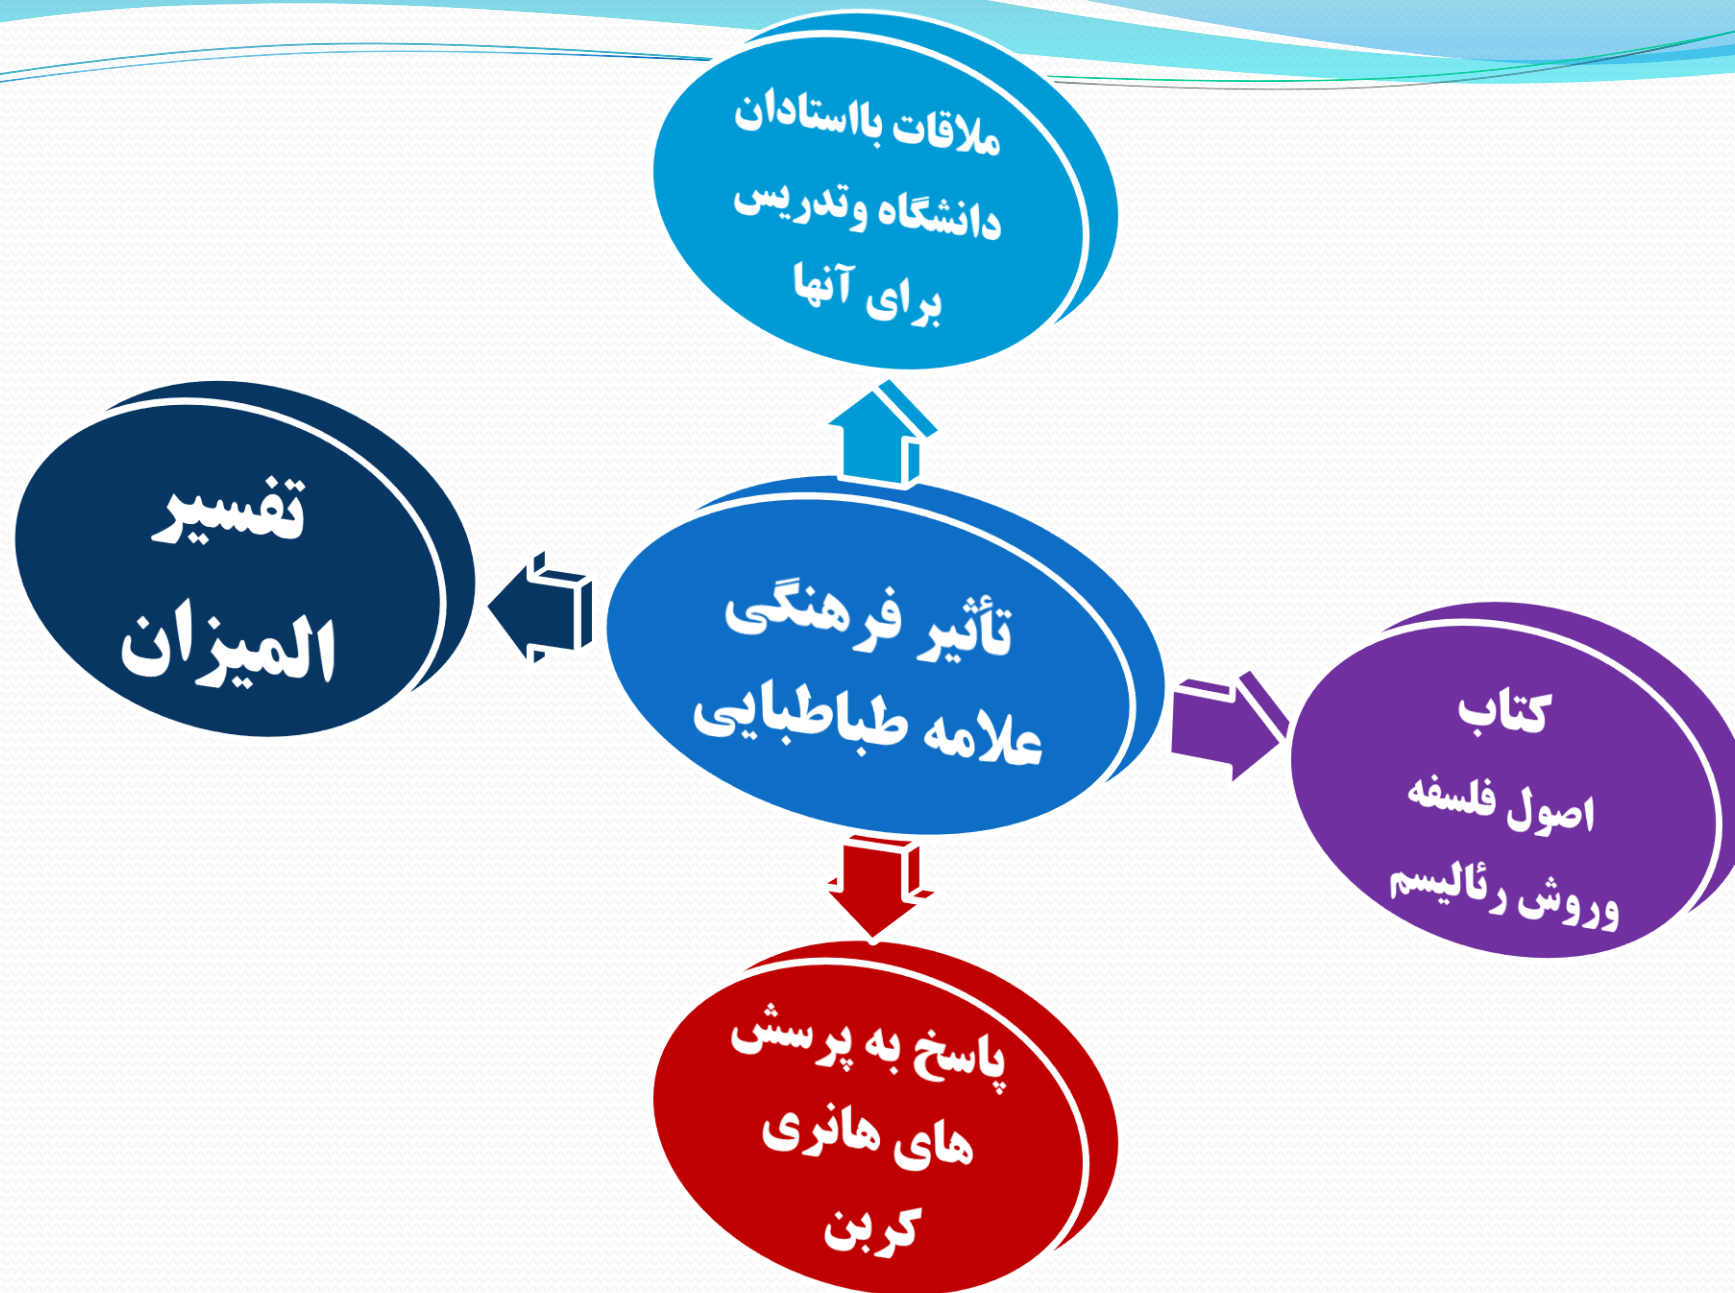 ملاقات بااستادان
دانشگاه وتدریس
برای آنها
تفسیر
المیزان
تأثیر فرهنگی
علامه طباطبایی
کتاب
اصول فلسفه
وروش رئالیسم
پاسخ به پرسش
های هانری
کربن